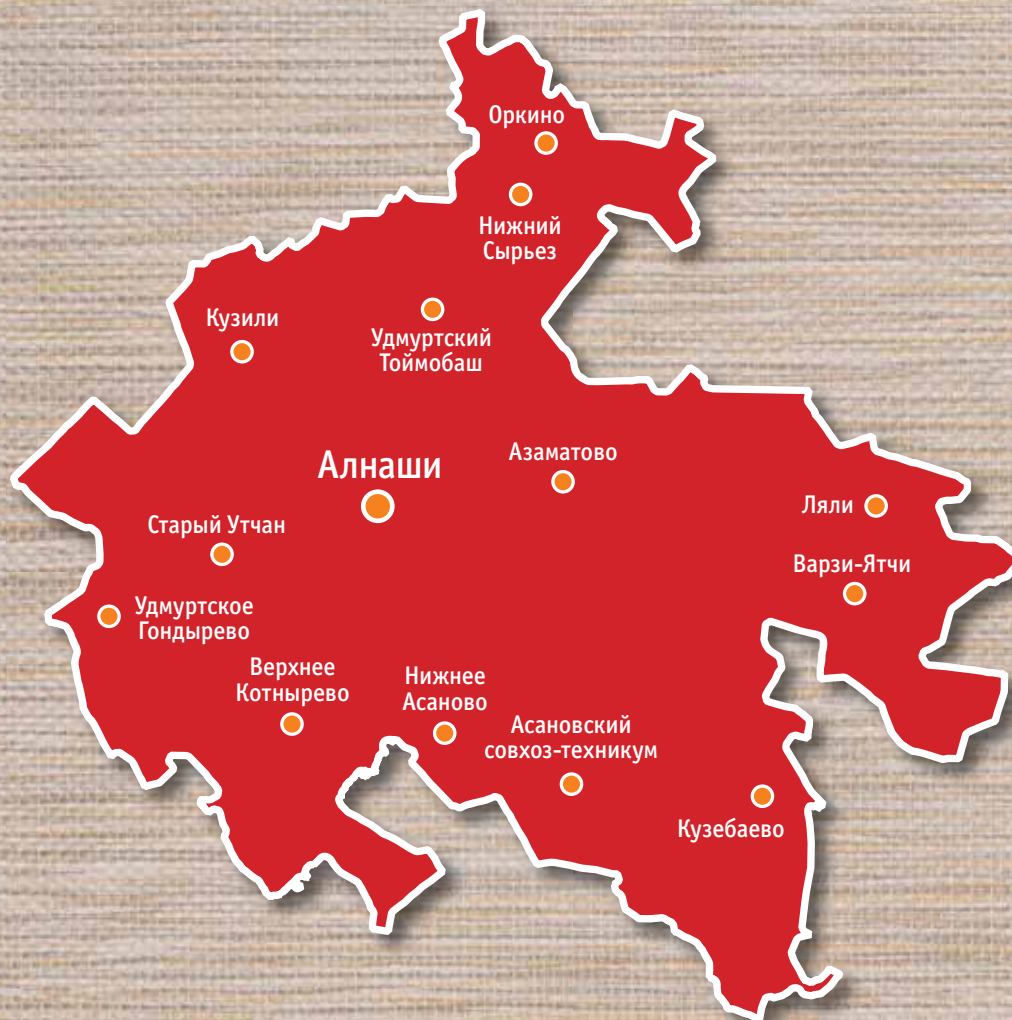 Оркино
Нижний
Сырьез
Кузили
Удмуртский
Тоймобаш
Алнаши
Азаматово
Ляли
Старый Утчан
Варзи-Ятчи
Удмуртское
Гондырево
Верхнее
Котнырево
Нижнее
Асаново
Асановский
совхоз-техникум
Кузебаево